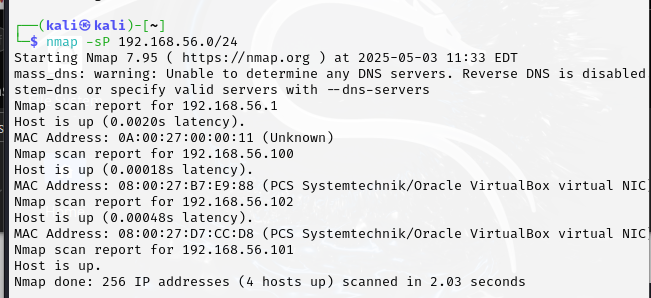 ┌──(kali㉿kali)-[~]
└─$ nmap -sP 192.168.56.0/24
Starting Nmap 7.95 ( https://nmap.org ) at 2025-05-03 11:33 EDT
mass_dns: warning: Unable to determine any DNS servers. Reverse DNS is disabled
stem-dns or specify valid servers with --dns-servers
Nmap scan report for 192.168.56.1
Host is up (0.0020s latency).
MAC Address: 0A:00:27:00:00:11 (Unknown)
Nmap scan report for 192.168.56.100
Host is up (0.00018s latency).
MAC Address: 08:00:27:B7:E9:88 (PCS Systemtechnik/Oracle VirtualBox virtual NIC
Nmap scan report for 192.168.56.102
Host is up (0.00048s latency).
MAC Address: 08:00:27:D7:CC:D8 (PCS Systemtechnik/Oracle VirtualBox virtual NIC
Nmap scan report for 192.168.56.101
Host is up.
Nmap done: 256 IP addresses (4 hosts up) scanned in 2.03 seconds